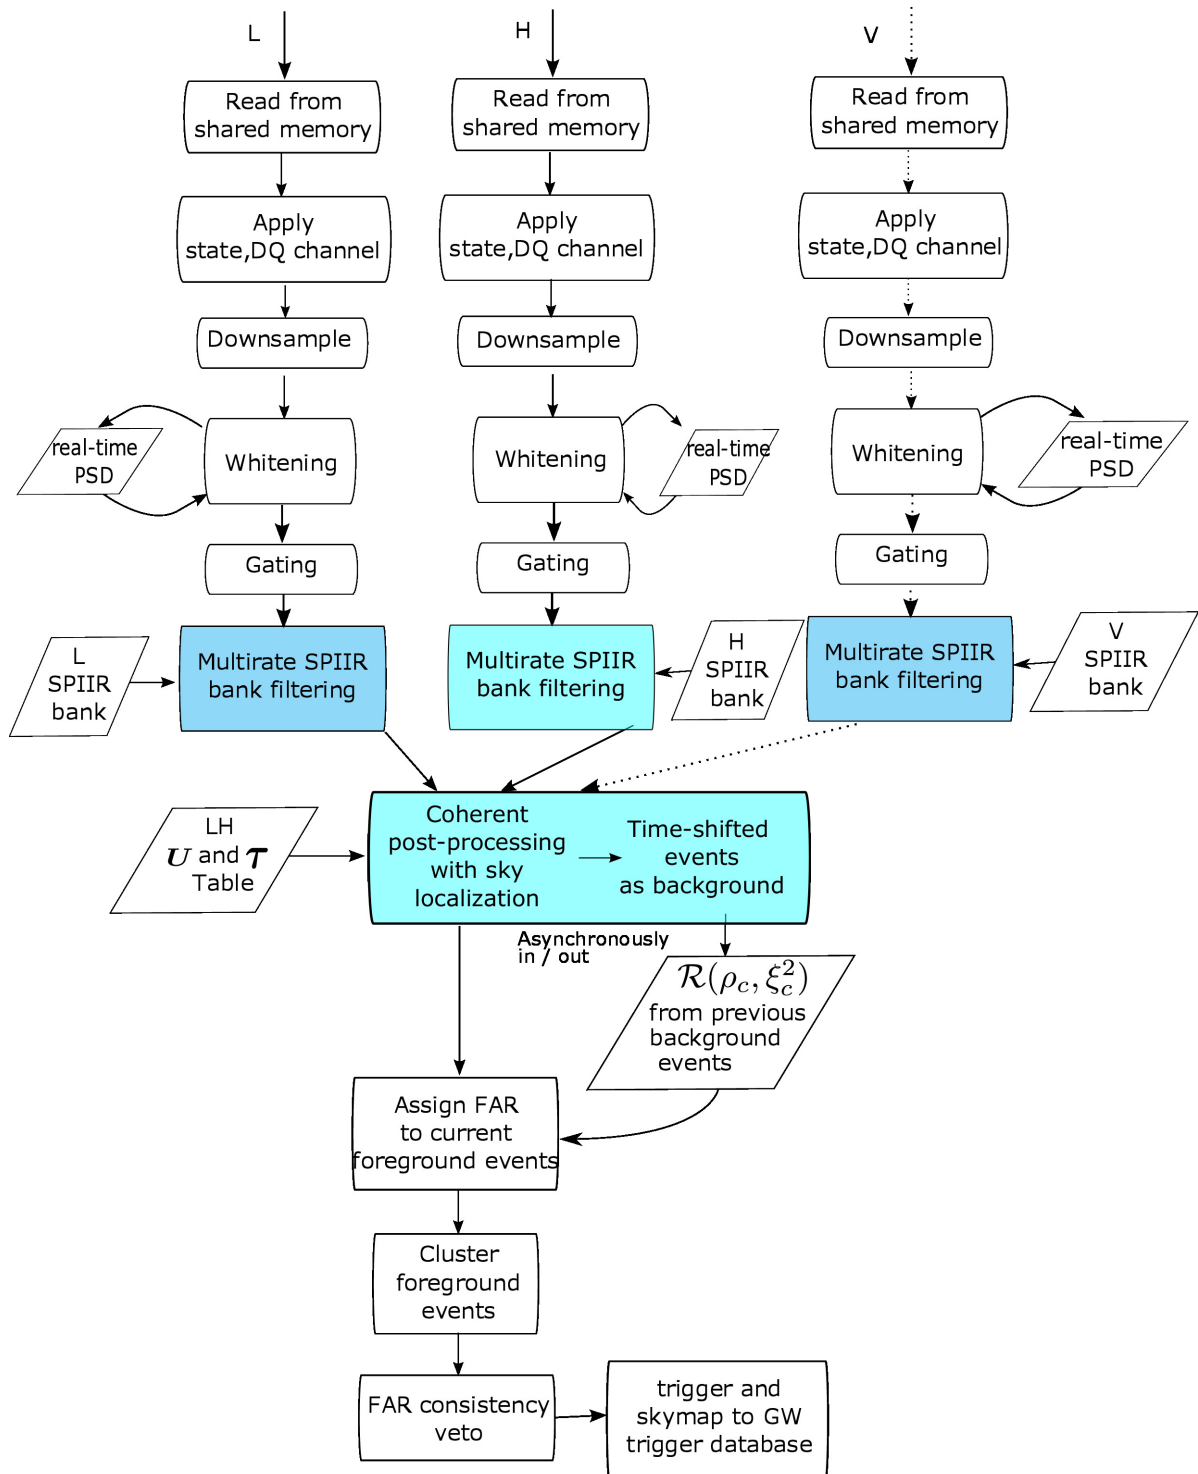 L
H
V
Read from
shared memory
Read from
shared memory
Read from
shared memory
Apply
state,DQ channel
Apply
state,DQ channel
Apply
state,DQ channel
Downsample
Downsample
Downsample
real-time
PSD
Whitening
Whitening
real-time
PSD
Whitening
real-time
PSD
Gating
Gating
Gating
L
SPIIR
bank
Multirate SPIIR
bank filtering
Multirate SPIIR
bank filtering
H
SPIIR
bank
Multirate SPIIR
bank filtering
V
SPIIR
bank
LH
U and τ
Table
Coherent
post-processing
with sky
localization
Time-shifted
events
as background
Asynchronously
in / out
ℛ(ρ_c, ξ_c^2)
from previous
background
events
Assign FAR
to current
foreground events
Cluster
foreground
events
FAR consistency
veto
trigger and
skymap to GW
trigger database